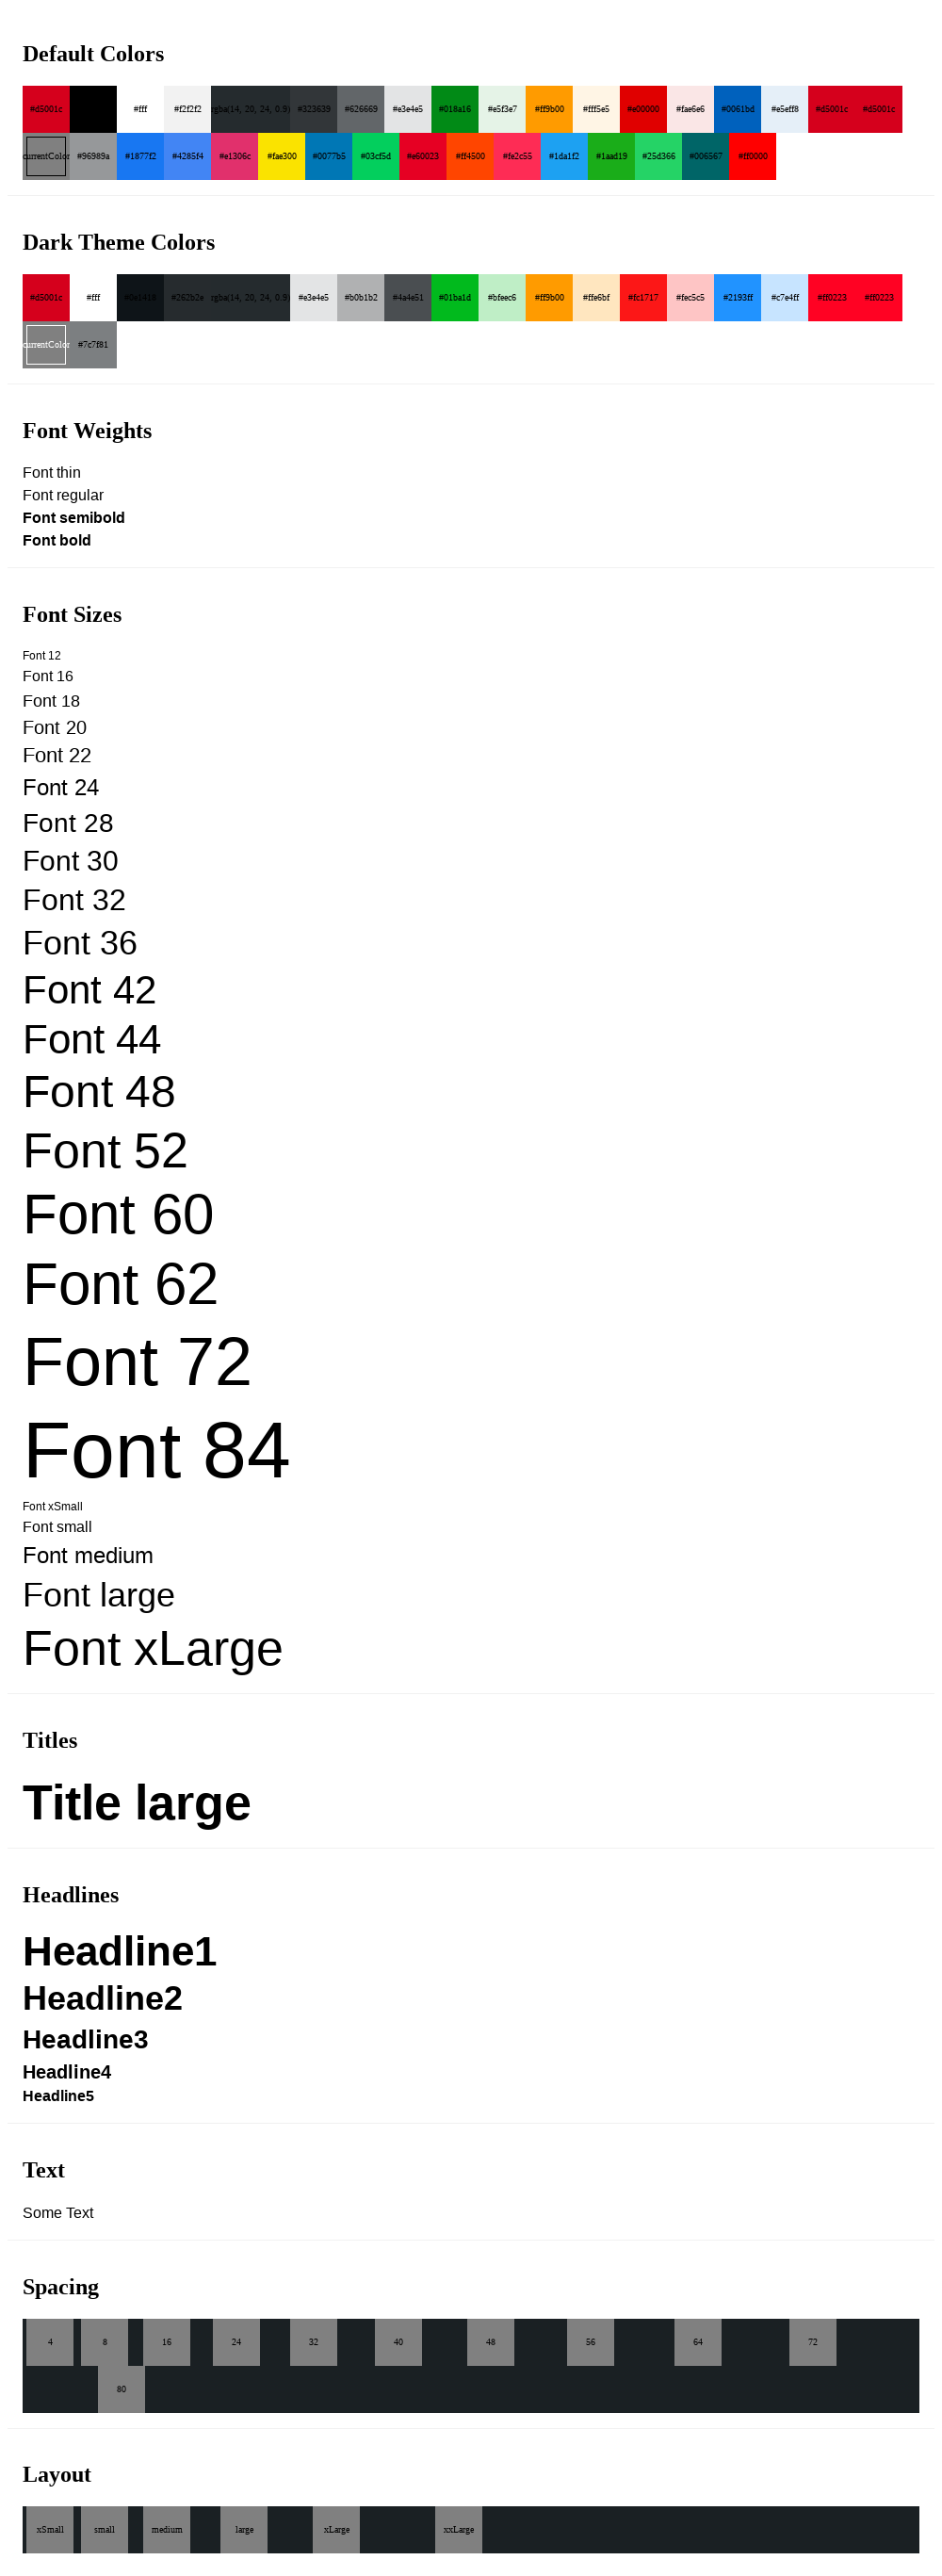 Default Colors
#d5001c #fff #f2f2f2 rgba(14, 20, 24, 0.9) #323639 #626669 #e3e4e5 #018a16 #e5f3e7 #ff9b00 #fff5e5 #e00000 #fae6e6 #0061bd #e5eff8 #d5001c #d5001c
currentColor #96989a #1877f2 #4285f4 #e1306c #fae300 #0077b5 #03cf5d #e60023 #ff4500 #fe2c55 #1da1f2 #1aad19 #25d366 #006567 #ff0000
Dark Theme Colors
#d5001c #fff #0e1418 #262b2e rgba(14, 20, 24, 0.9) #e3e4e5 #b0b1b2 #4a4e51 #01ba1d #bfeec6 #ff9b00 #ffe6bf #fc1717 #fec5c5 #2193ff #c7e4ff #ff0223 #ff0223
currentColor #7c7f81
Font Weights
Font thin
Font regular
Font semibold
Font bold
Font Sizes
Font 12
Font 16
Font 18
Font 20
Font 22
Font 24
Font 28
Font 30
Font 32
Font 36
Font 42
Font 44
Font 48
Font 52
Font 60
Font 62
Font 72
Font 84
Font xSmall
Font small
Font medium
Font large
Font xLarge
Titles
Title large
Headlines
Headline1
Headline2
Headline3
Headline4
Headline5
Text
Some Text
Spacing
4 8 16 24 32 40 48 56 64 72
80
Layout
xSmall small medium large xLarge xxLarge